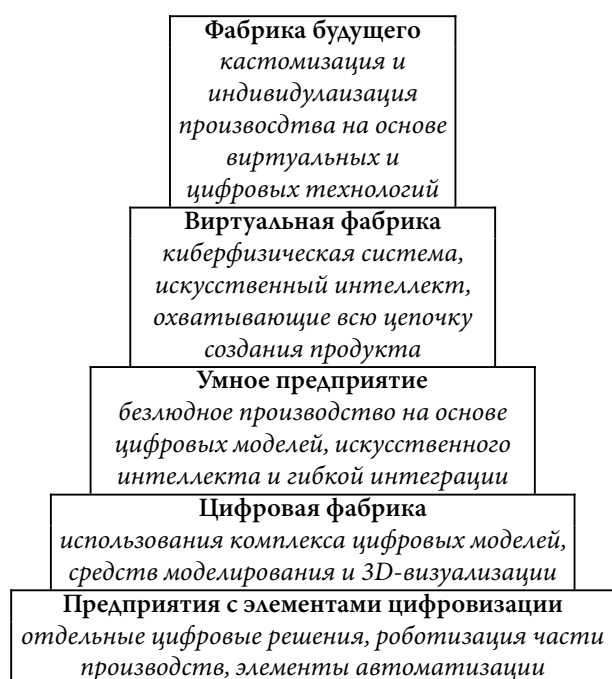 Фабрика будущего
кастомизация и
индивидулаизация
произвосдтва на основе
виртуальных и
цифровых технологий
Виртуальная фабрика
киберфизическая система,
искусственный интеллект,
охватывающие всю цепочку
создания продукта
Умное предприятие
безлюдное производство на основе
цифровых моделей, искусственного
интеллекта и гибкой интеграции
Цифровая фабрика
использования комплекса цифровых моделей,
средств моделирования и 3D-визуализации
Предприятия с элементами цифровизации
отдельные цифровые решения, роботизация части
производств, элементы автоматизации